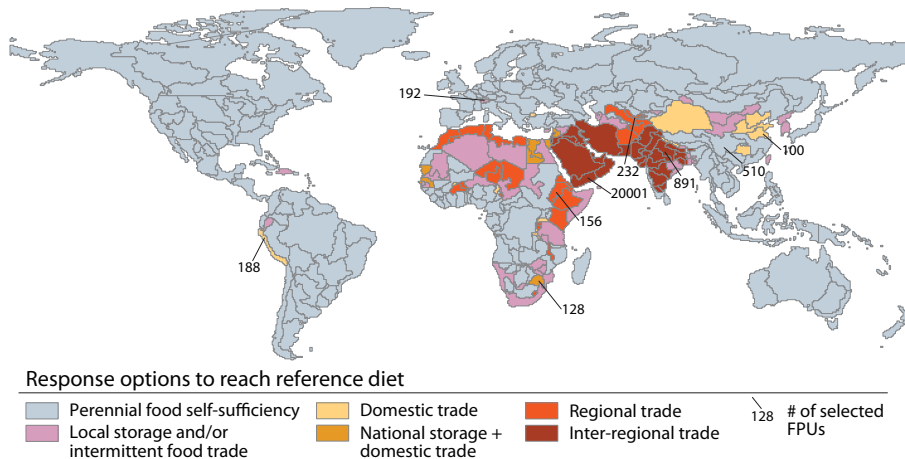 192
100
510
232
891
20001
156
188
128
Response options to reach reference diet
Perennial food self-sufficiency
Local storage and/or
intermittent food trade
Domestic trade
National storage +
domestic trade
Regional trade
Inter-regional trade
128
# of selected
FPUs